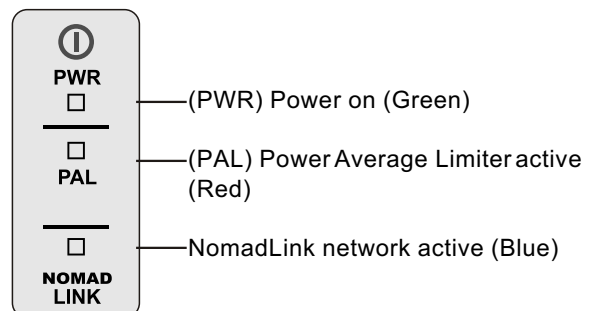 PWR
(PWR) Power on (Green)
(PAL) Power Average Limiter active
(Red)
PAL
NomadLink network active (Blue)
NOMAD
LINK